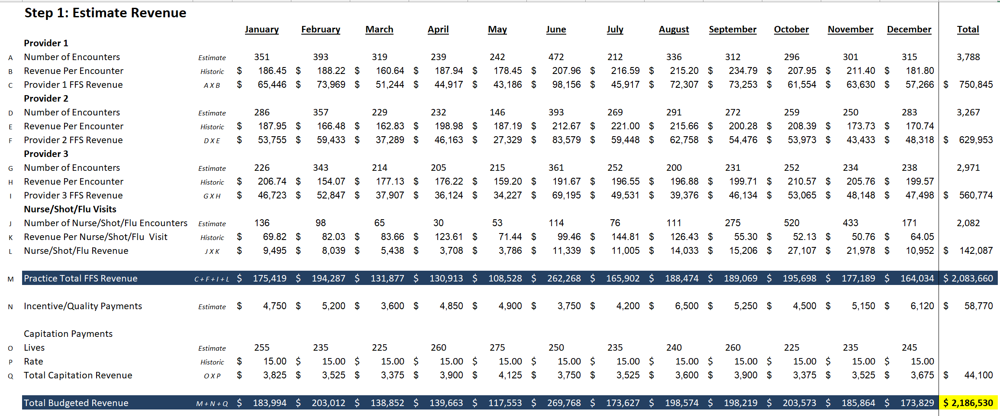 Step 1: Estimate Revenue
January February March April May June July August September October November December Total
Provider 1
A Number of Encounters Estimate 351 393 319 239 242 472 212 336 312 296 301 315 3,788
B Revenue Per Encounter Historic $ 186.45 $ 188.22 $ 160.64 $ 187.94 $ 178.45 $ 207.96 $ 216.59 $ 215.20 $ 234.79 $ 207.95 $ 211.40 $ 181.80
C Provider 1 FFS Revenue A X B $ 65,446 $ 73,969 $ 51,244 $ 44,917 $ 43,186 $ 98,156 $ 45,917 $ 72,307 $ 73,253 $ 61,554 $ 63,630 $ 57,266 $ 750,845
Provider 2
D Number of Encounters Estimate 286 357 229 232 146 393 269 291 272 259 250 283 3,267
E Revenue Per Encounter Historic $ 187.95 $ 166.48 $ 162.83 $ 198.98 $ 187.19 $ 212.67 $ 221.00 $ 215.66 $ 200.28 $ 208.39 $ 173.73 $ 170.74
F Provider 2 FFS Revenue D X E $ 53,755 $ 59,433 $ 37,289 $ 46,163 $ 27,329 $ 83,579 $ 59,448 $ 62,758 $ 54,476 $ 53,973 $ 43,433 $ 48,318 $ 629,953
Provider 3
G Number of Encounters Estimate 226 343 214 205 215 361 252 200 231 252 234 238 2,971
H Revenue Per Encounter Historic $ 206.74 $ 154.07 $ 177.13 $ 176.22 $ 159.20 $ 191.67 $ 196.55 $ 196.88 $ 199.71 $ 210.57 $ 205.76 $ 199.57
I Provider 3 FFS Revenue G X H $ 46,723 $ 52,847 $ 37,907 $ 36,124 $ 34,227 $ 69,195 $ 49,531 $ 39,376 $ 46,134 $ 53,065 $ 48,148 $ 47,498 $ 560,774
Nurse/Shot/Flu Visits
J Number of Nurse/Shot/Flu Encounters Estimate 136 98 65 30 53 114 76 111 275 520 433 171 2,082
K Revenue Per Nurse/Shot/Flu Visit Historic $ 69.82 $ 82.03 $ 83.66 $ 123.61 $ 71.44 $ 99.46 $ 144.81 $ 126.43 $ 55.30 $ 52.13 $ 50.76 $ 64.05
L Nurse/Shot/Flu Revenue J X K $ 9,495 $ 8,039 $ 5,438 $ 3,708 $ 3,786 $ 11,339 $ 11,005 $ 14,033 $ 15,206 $ 27,107 $ 21,978 $ 10,952 $ 142,087
M Practice Total FFS Revenue C + F + I + L $ 175,419 $ 194,287 $ 131,877 $ 130,913 $ 108,528 $ 262,268 $ 165,902 $ 188,474 $ 189,069 $ 195,698 $ 177,189 $ 164,034 $ 2,083,660
N Incentive/Quality Payments Estimate $ 4,750 $ 5,200 $ 3,600 $ 4,850 $ 4,900 $ 3,750 $ 4,200 $ 6,500 $ 5,250 $ 4,500 $ 5,150 $ 6,120 $ 58,770
Capitation Payments
O Lives Estimate 255 235 225 260 275 250 235 240 260 225 235 245
P Rate Historic $ 15.00 $ 15.00 $ 15.00 $ 15.00 $ 15.00 $ 15.00 $ 15.00 $ 15.00 $ 15.00 $ 15.00 $ 15.00 $ 15.00
Q Total Capitation Revenue O X P $ 3,825 $ 3,525 $ 3,375 $ 3,900 $ 4,125 $ 3,750 $ 3,525 $ 3,600 $ 3,900 $ 3,375 $ 3,525 $ 3,675 $ 44,100
Total Budgeted Revenue M + N + Q $ 183,994 $ 203,012 $ 138,852 $ 139,663 $ 117,553 $ 269,768 $ 173,627 $ 198,574 $ 198,219 $ 203,573 $ 185,864 $ 173,829 $ 2,186,530